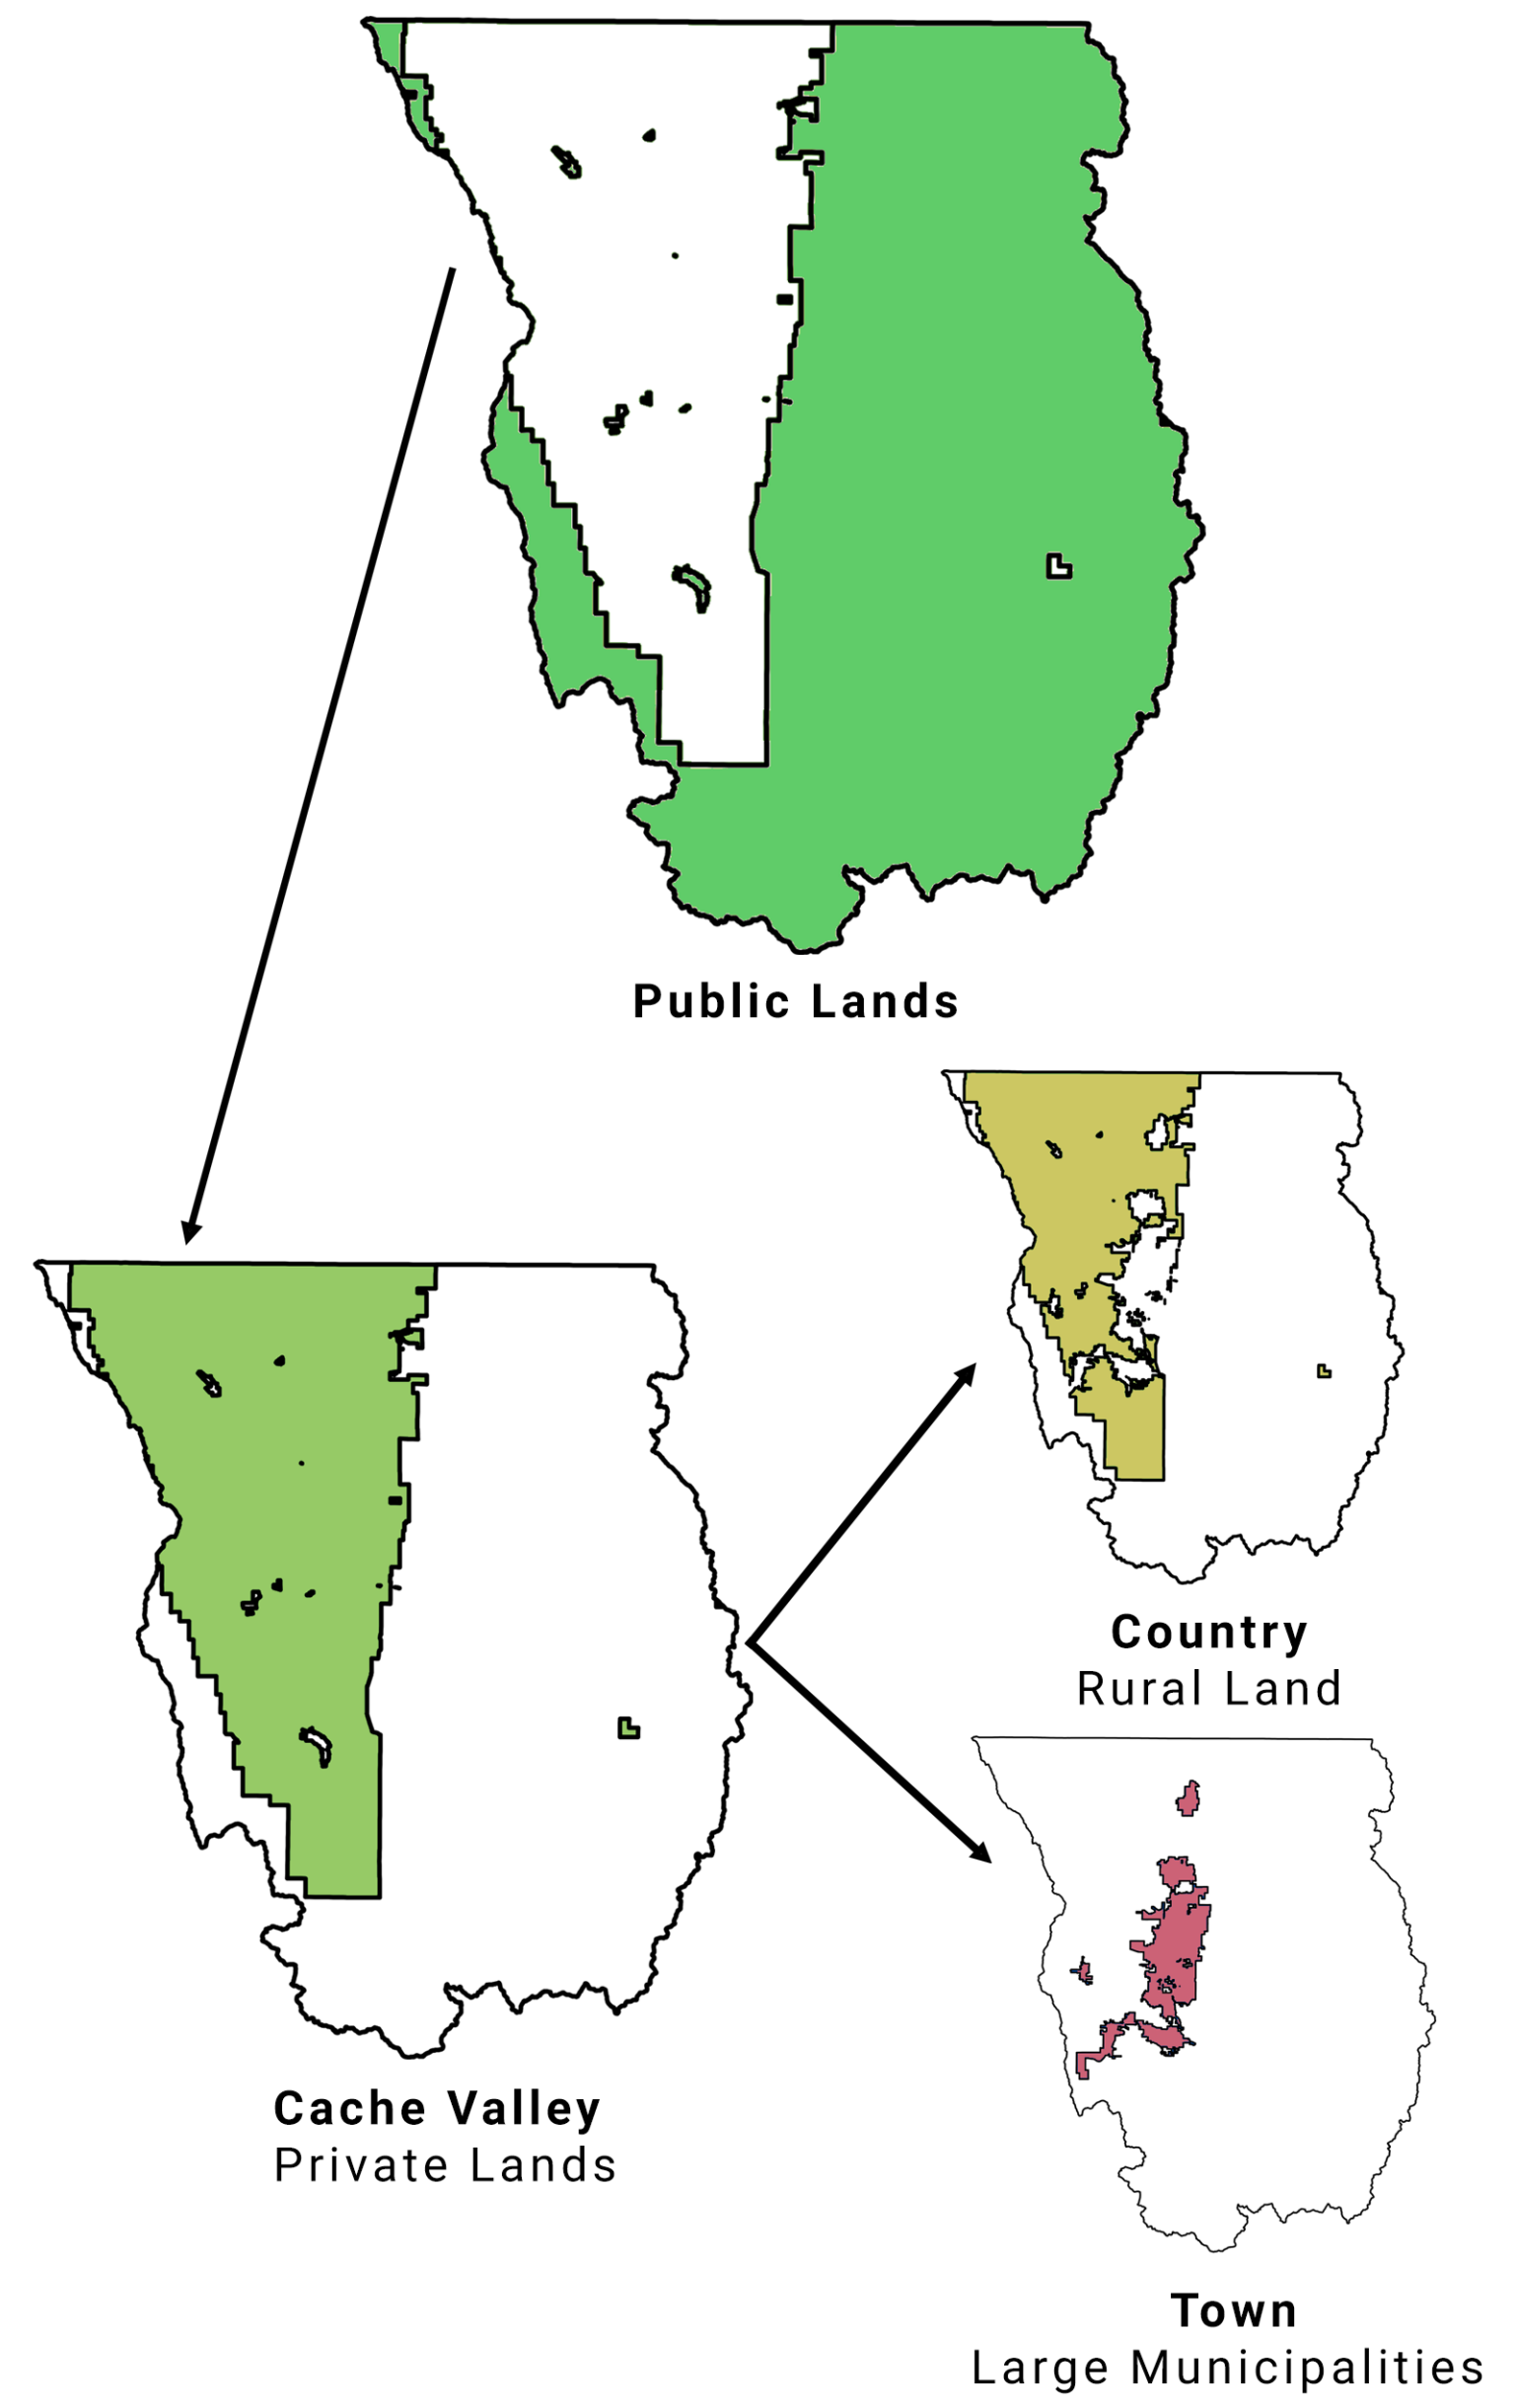 Public Lands
Country
Rural Land
Cache Valley
Private Lands
Town
Large Municipalities